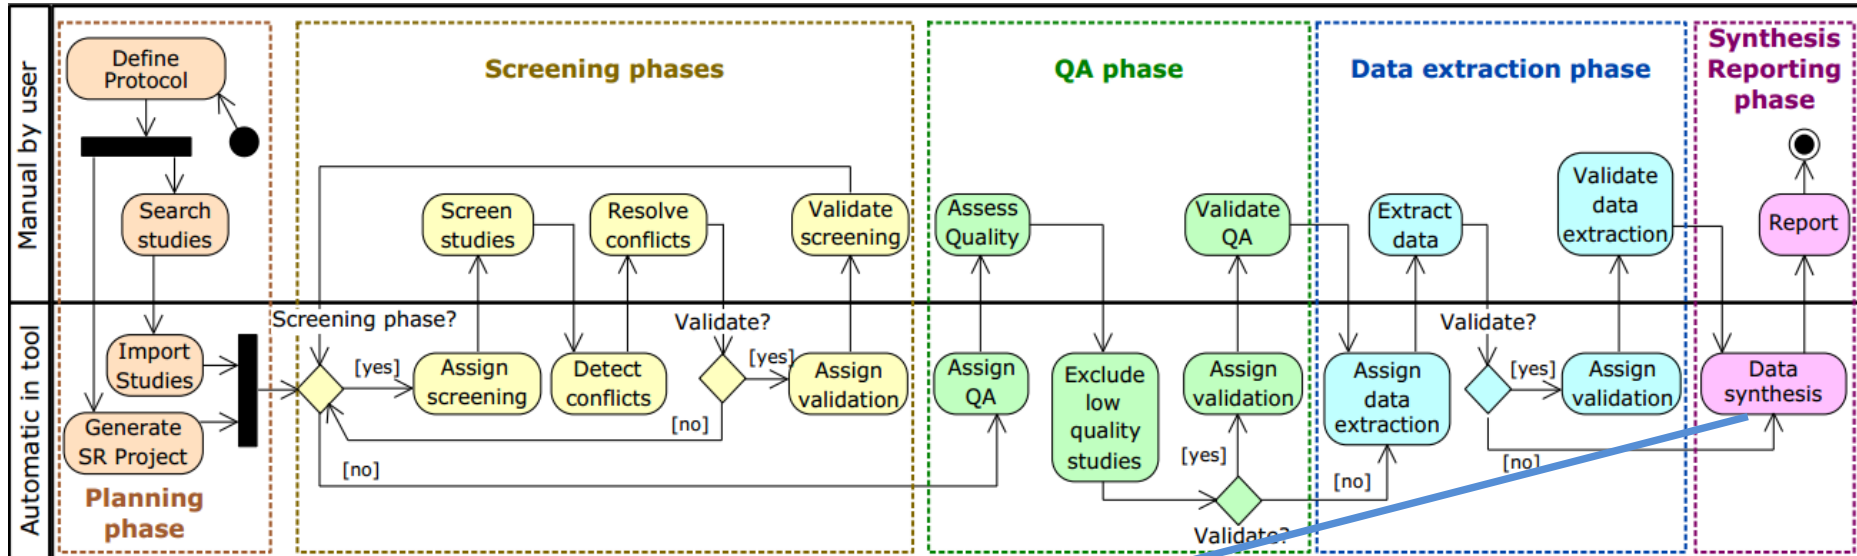 Manual by user
Automatic in tool
Define
Protocol
Search
studies
Import
Studies
Generate
SR Project
Planning
phase
Screening phases
Screen
studies
Resolve
conflicts
Validate
screening
Screening phase?
[yes]
Assign
screening
Detect
conflicts
Validate?
[yes]
Assign
validation
[no]
[no]
QA phase
Assess
Quality
Validate
QA
Assign
QA
Exclude
low
quality
studies
Assign
validation
[yes]
Validate?
[no]
Data extraction phase
Extract
data
Validate
data
extraction
Assign
data
extraction
Validate?
[yes]
Assign
validation
[no]
Synthesis
Reporting
phase
Report
Data
synthesis